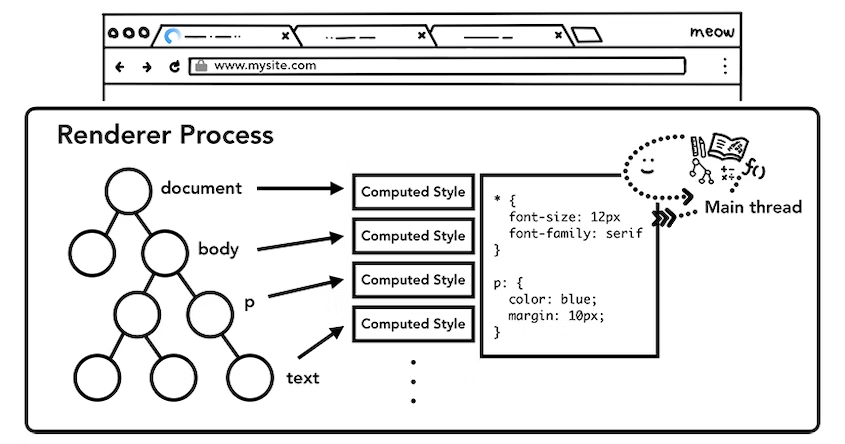 meow
www.mysite.com
Renderer Process
document
body
p
text
Computed Style
Computed Style
Computed Style
Computed Style
* {
font-size: 12px
font-family: serif
}
p: {
color: blue;
margin: 10px;
}
f()
Main thread